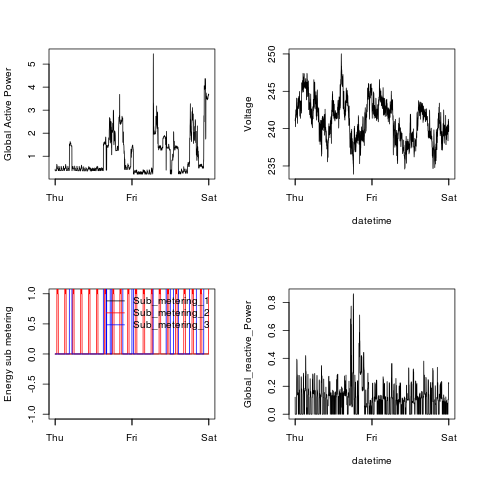 Global Active Power
1 2 3 4 5
Thu Fri Sat
Voltage
235 240 245 250
Thu Fri Sat
datetime
Energy sub metering
-1.0 -0.5 0.0 0.5 1.0
Sub_metering_1
Sub_metering_2
Sub_metering_3
Thu Fri Sat
Global_reactive_Power
0.0 0.2 0.4 0.6 0.8
Thu Fri Sat
datetime